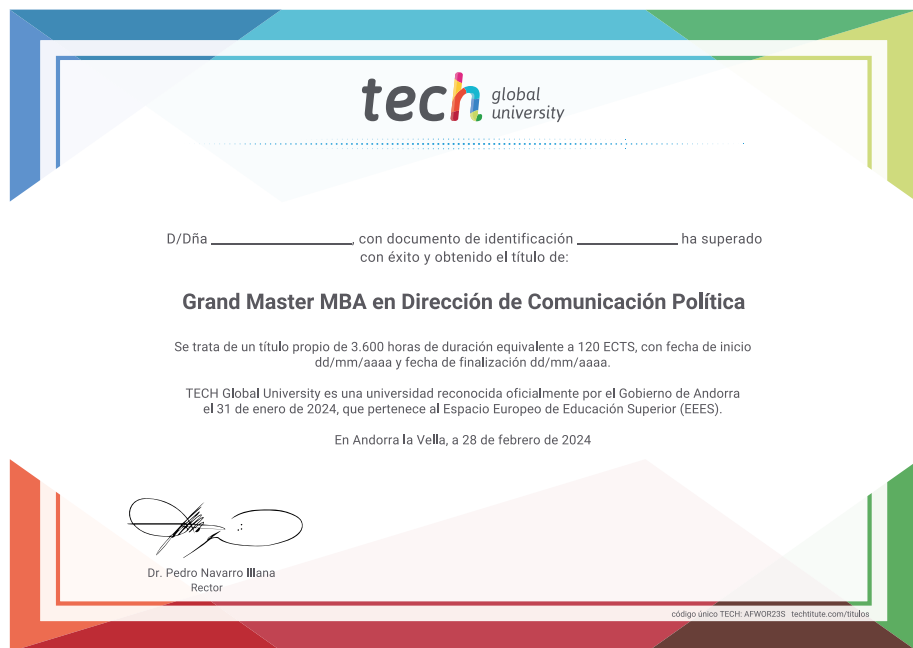 tech global university
D/Dña ____________, con documento de identificación ____________ ha superado
con éxito y obtenido el título de:
Grand Master MBA en Dirección de Comunicación Política
Se trata de un título propio de 3.600 horas de duración equivalente a 120 ECTS, con fecha de inicio
dd/mm/aaaa y fecha de finalización dd/mm/aaaa.
TECH Global University es una universidad reconocida oficialmente por el Gobierno de Andorra
el 31 de enero de 2024, que pertenece al Espacio Europeo de Educación Superior (EEES).
En Andorra la Vella, a 28 de febrero de 2024
Dr. Pedro Navarro Illana
Rector
código único TECH: AFWOR23S techtitute.com/titulos